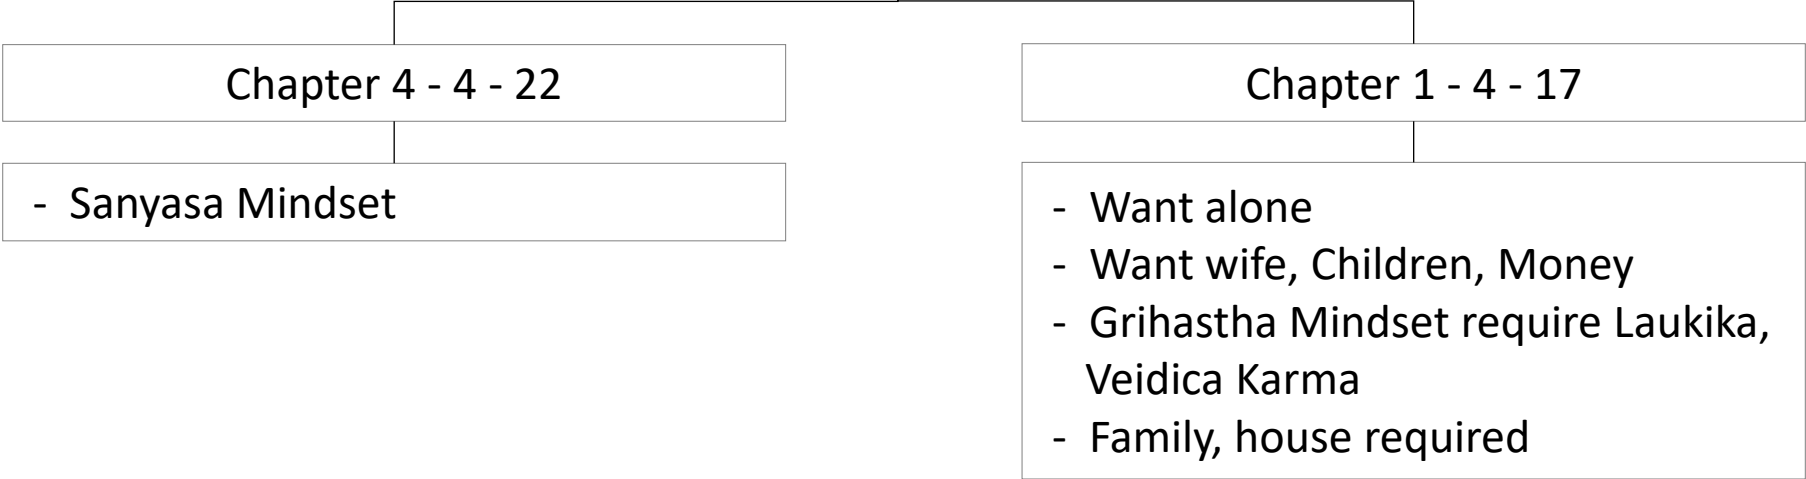 Chapter 4 - 4 - 22
- Sanyasa Mindset
Chapter 1 - 4 - 17
- Want alone
- Want wife, Children, Money
- Grihastha Mindset require Laukika,
Veidica Karma
- Family, house required